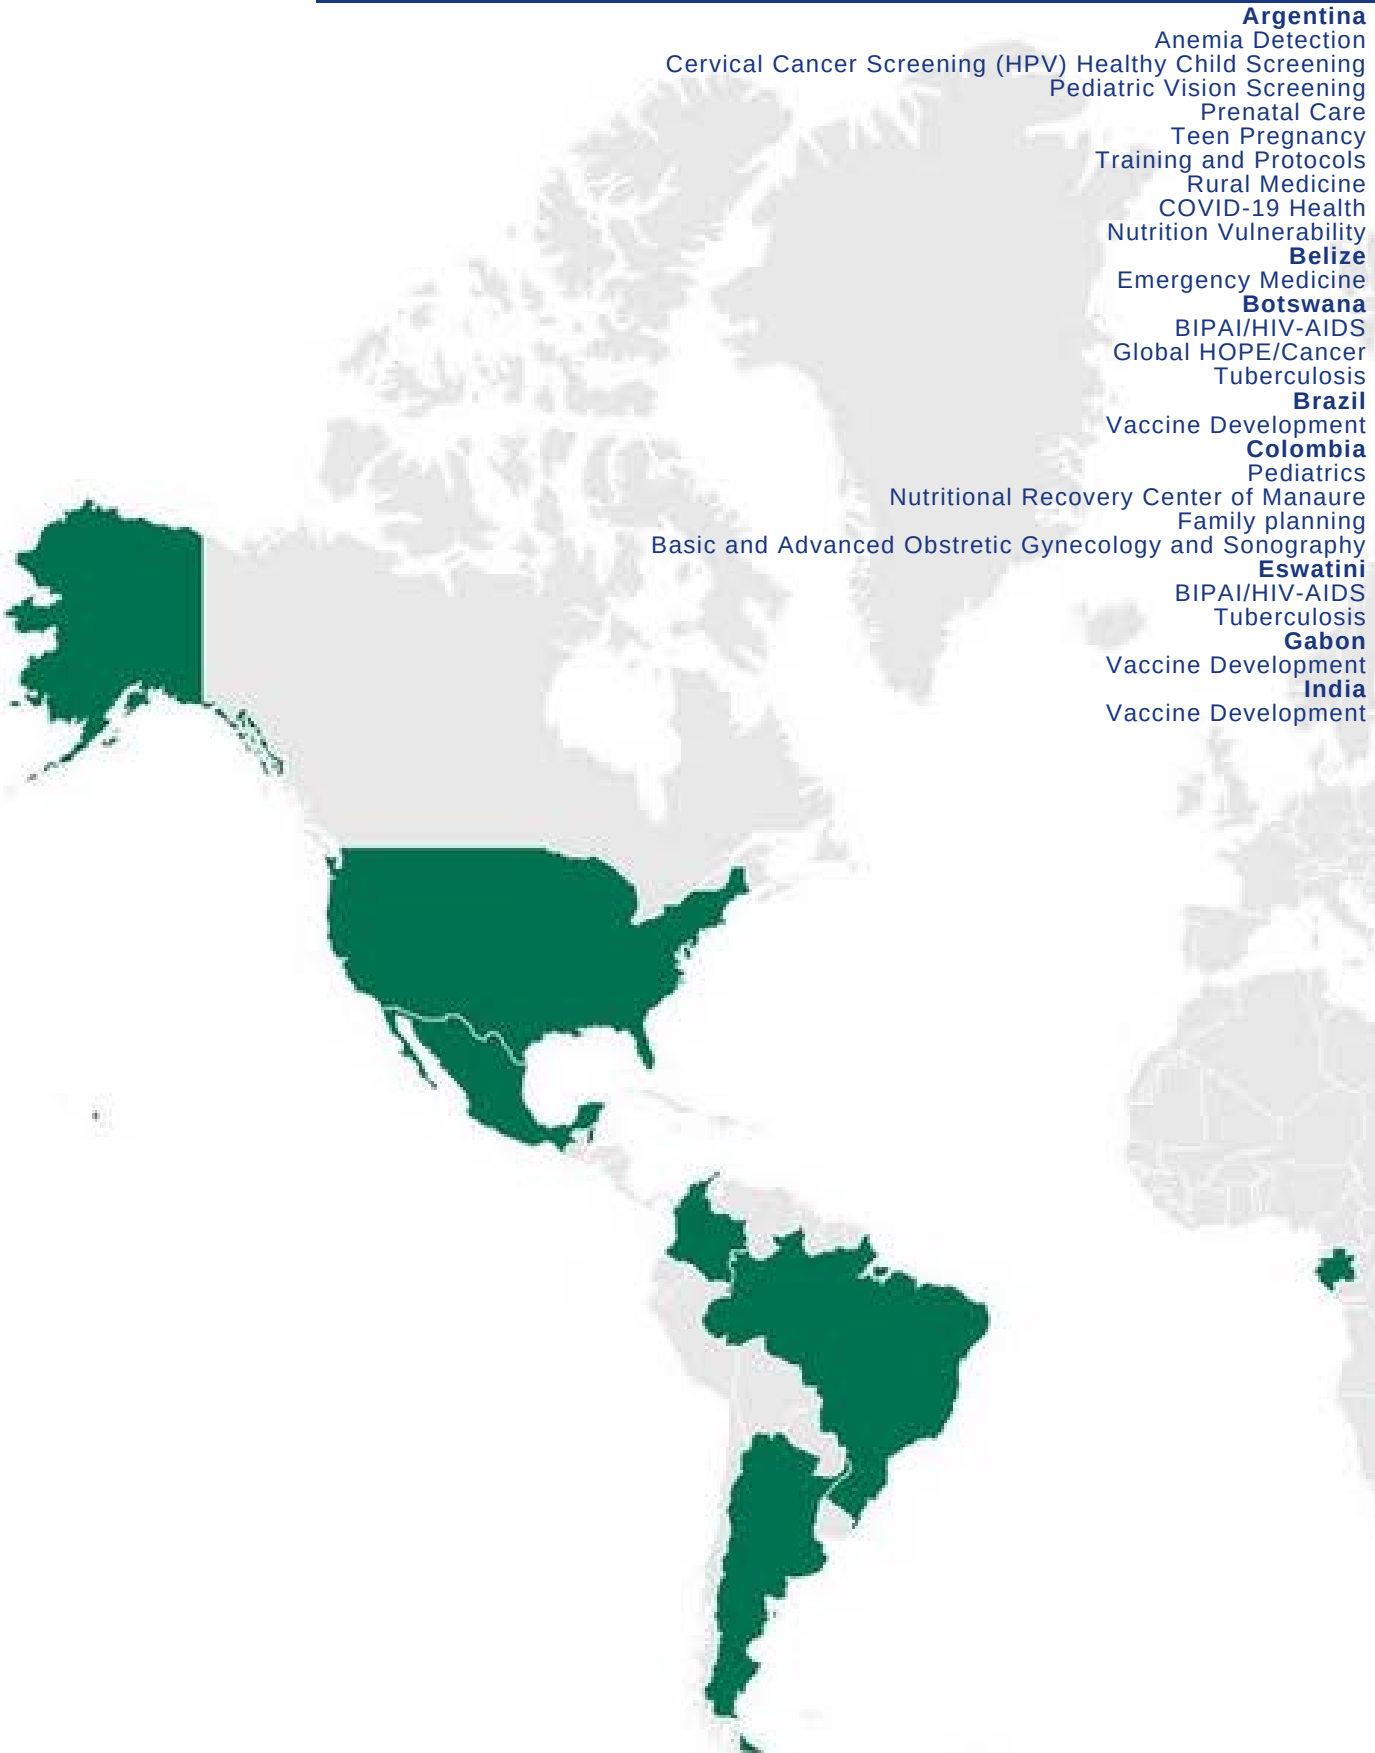 Argentina
Anemia Detection
Cervical Cancer Screening (HPV) Healthy Child Screening
Pediatric Vision Screening
Prenatal Care
Teen Pregnancy
Training and Protocols
Rural Medicine
COVID-19 Health
Nutrition Vulnerability
Belize
Emergency Medicine
Botswana
BIPAI/HIV-AIDS
Global HOPE/Cancer
Tuberculosis
Brazil
Vaccine Development
Colombia
Pediatrics
Nutritional Recovery Center of Manaure
Family planning
Basic and Advanced Obstretic Gynecology and Sonography
Eswatini
BIPAI/HIV-AIDS
Tuberculosis
Gabon
Vaccine Development
India
Vaccine Development